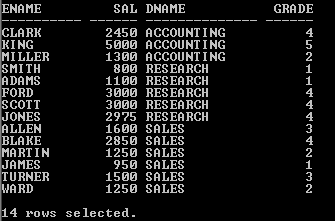 ENAME SAL DNAME GRADE
---------- ------- -------------- -------
CLARK 2450 ACCOUNTING 4
KING 5000 ACCOUNTING 5
MILLER 1300 ACCOUNTING 2
SMITH 800 RESEARCH 1
ADAMS 1100 RESEARCH 1
FORD 3000 RESEARCH 4
SCOTT 3000 RESEARCH 4
JONES 2975 RESEARCH 4
ALLEN 1600 SALES 3
BLAKE 2850 SALES 4
MARTIN 1250 SALES 2
JAMES 950 SALES 1
TURNER 1500 SALES 3
WARD 1250 SALES 2
14 rows selected.